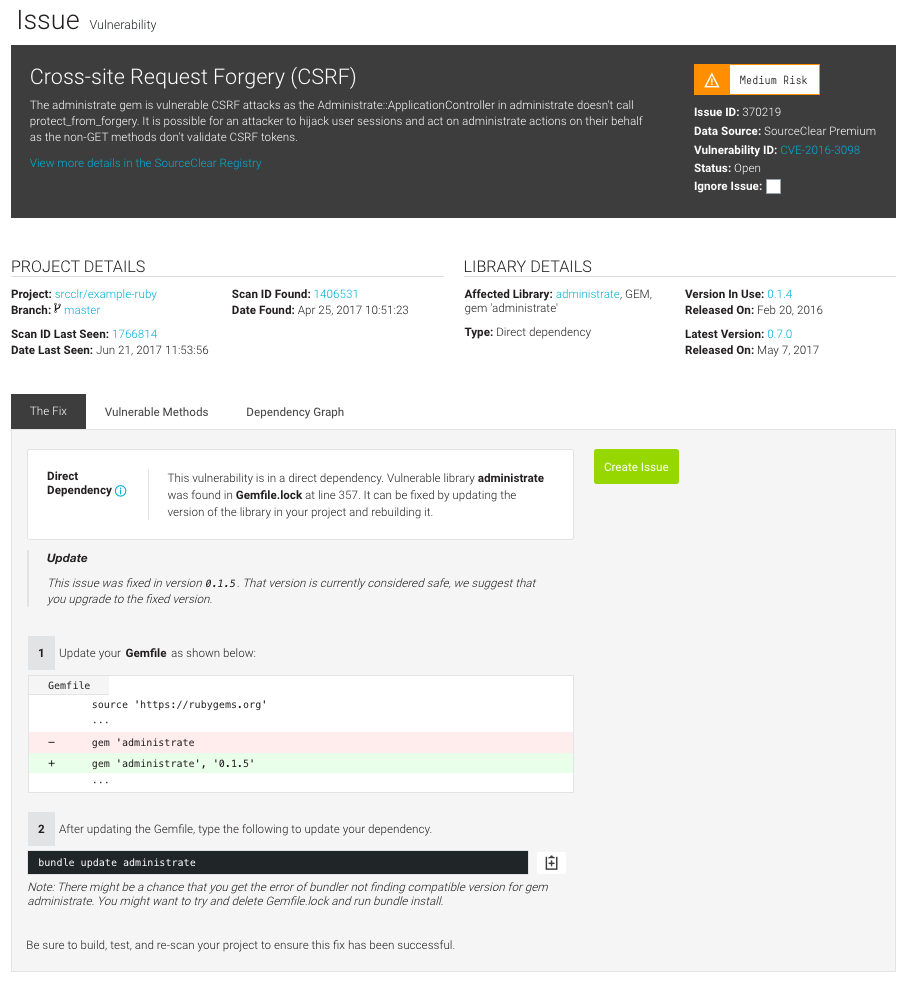 Issue Vulnerability
Cross-site Request Forgery (CSRF)
The administrate gem is vulnerable CSRF attacks as the Administrate::ApplicationController in administrate doesn't call
protect_from_forgery. It is possible for an attacker to hijack user sessions and act on administrate actions on their behalf
as the non-GET methods don't validate CSRF tokens.
View more details in the SourceClear Registry
Medium Risk
Issue ID: 370219
Data Source: SourceClear Premium
Vulnerability ID: CVE-2016-3098
Status: Open
Ignore Issue:
PROJECT DETAILS
Project: srcclr/example-ruby
Branch: master
Scan ID Last Seen: 1766814
Date Last Seen: Jun 21, 2017 11:53:56
Scan ID Found: 1406531
Date Found: Apr 25, 2017 10:51:23
LIBRARY DETAILS
Affected Library: administrate, GEM,
gem 'administrate'
Type: Direct dependency
Version In Use: 0.1.4
Released On: Feb 20, 2016
Latest Version: 0.7.0
Released On: May 7, 2017
The Fix
Vulnerable Methods
Dependency Graph
Direct
Dependency
This vulnerability is in a direct dependency. Vulnerable library administrate
was found in Gemfile.lock at line 357. It can be fixed by updating the
version of the library in your project and rebuilding it.
Create Issue
Update
This issue was fixed in version 0.1.5. That version is currently considered safe, we suggest that
you upgrade to the fixed version.
1 Update your Gemfile as shown below:
Gemfile
source 'https://rubygems.org'
...
- gem 'administrate
+ gem 'administrate', '0.1.5'
...
2 After updating the Gemfile, type the following to update your dependency.
bundle update administrate
Note: There might be a chance that you get the error of bundler not finding compatible version for gem
administrate. You might want to try and delete Gemfile.lock and run bundle install.
Be sure to build, test, and re-scan your project to ensure this fix has been successful.